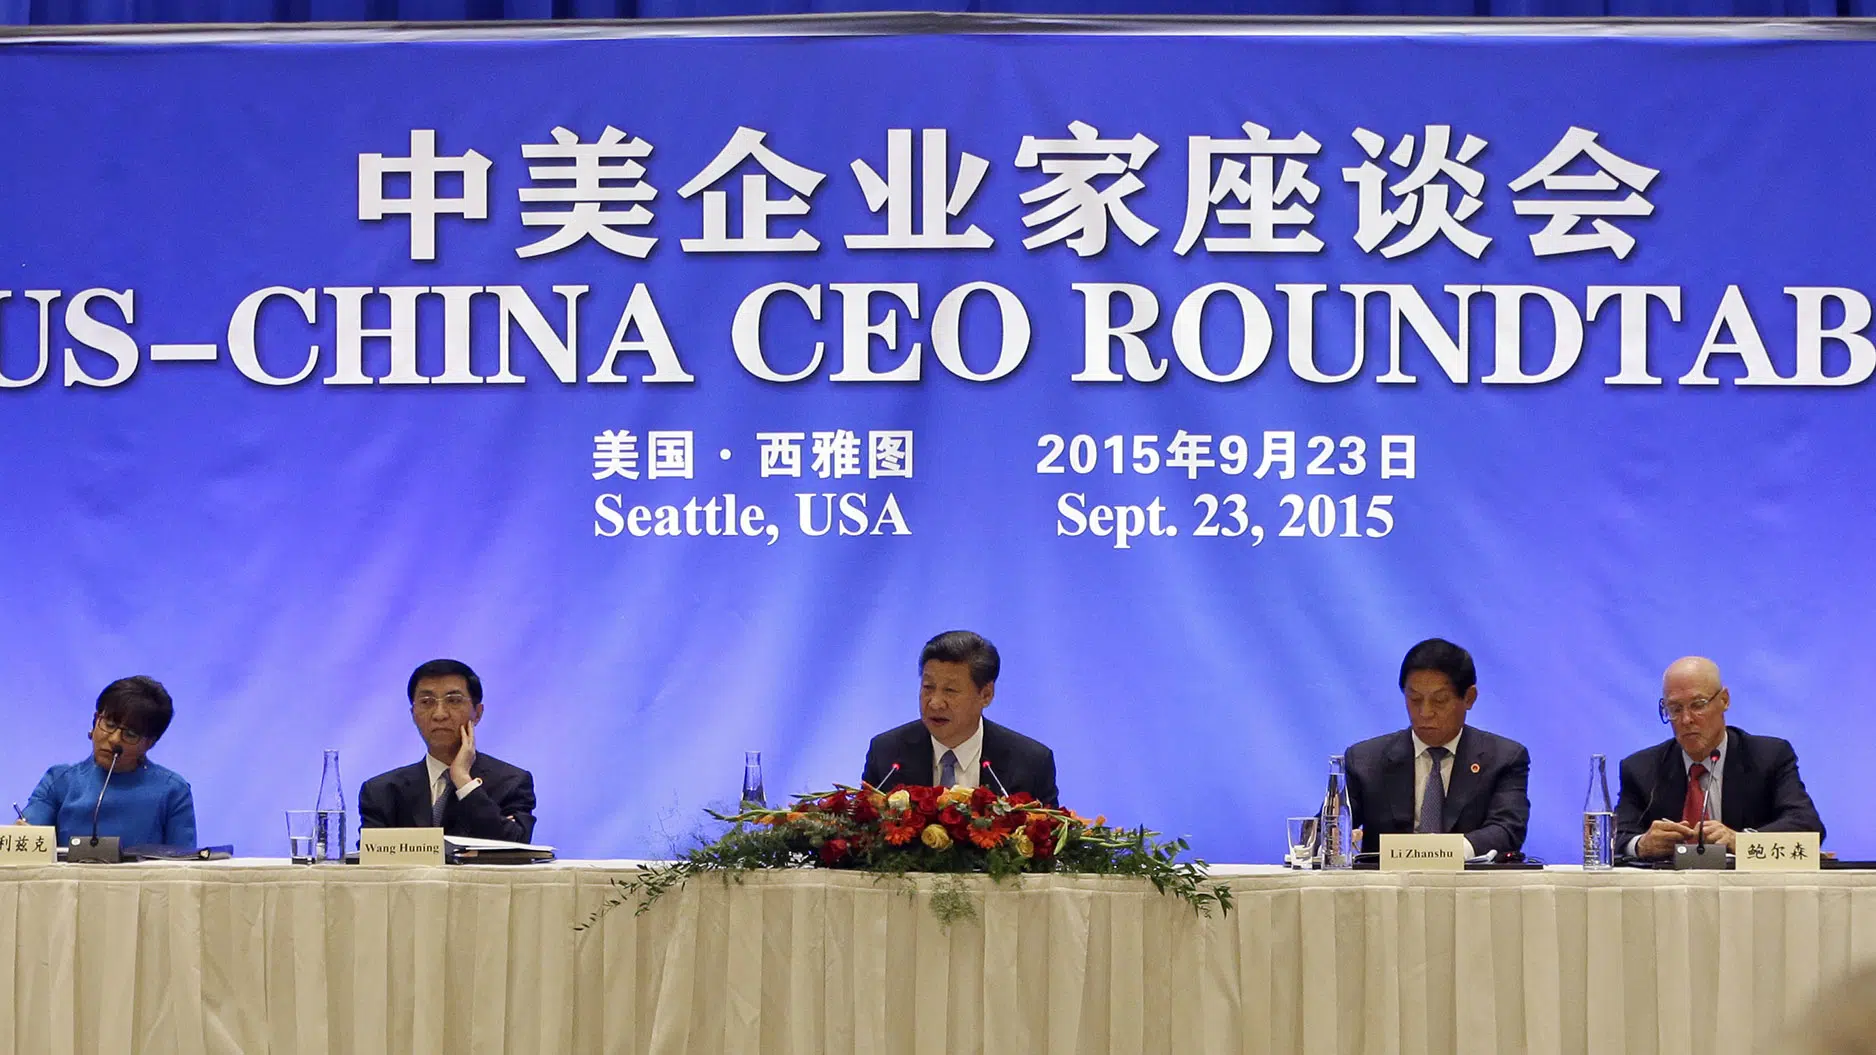 中美企业家座谈会
US-CHINA CEO ROUNDTAB
美国·西雅图
2015年9月23日
Seattle, USA
Sept. 23, 2015
利兹克
Wang Huning
Li Zhanshu
鲍尔森